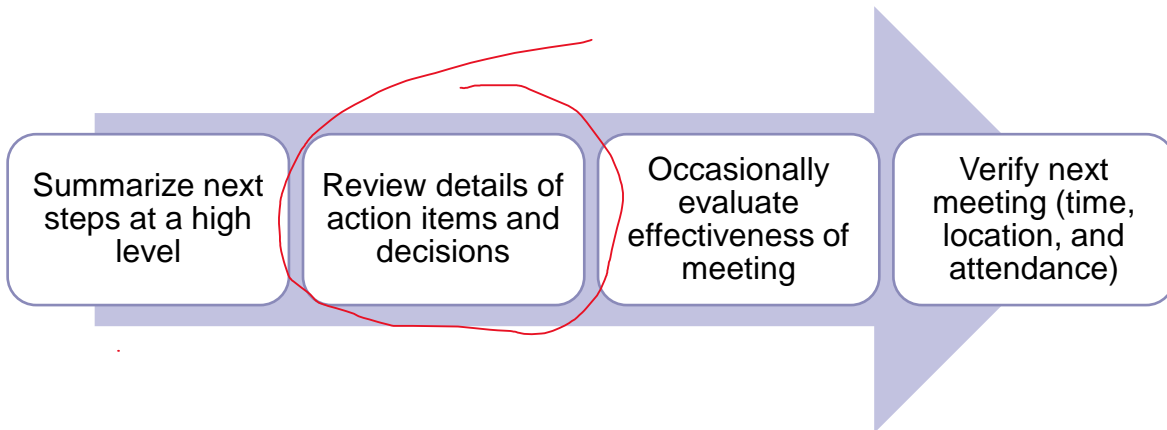 Summarize next
steps at a high
level
Review details of
action items and
decisions
Occasionally
evaluate
effectiveness of
meeting
Verify next
meeting (time,
location, and
attendance)